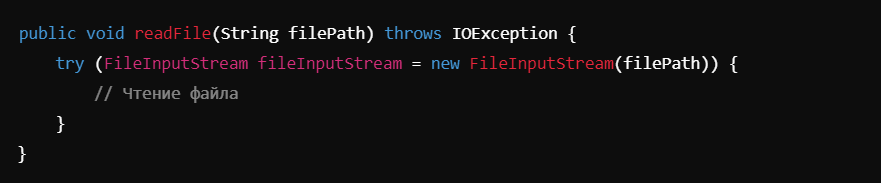 public void readFile(String filePath) throws IOException {
try (FileInputStream fileInputStream = new FileInputStream(filePath)) {
// Чтение файла
}
}